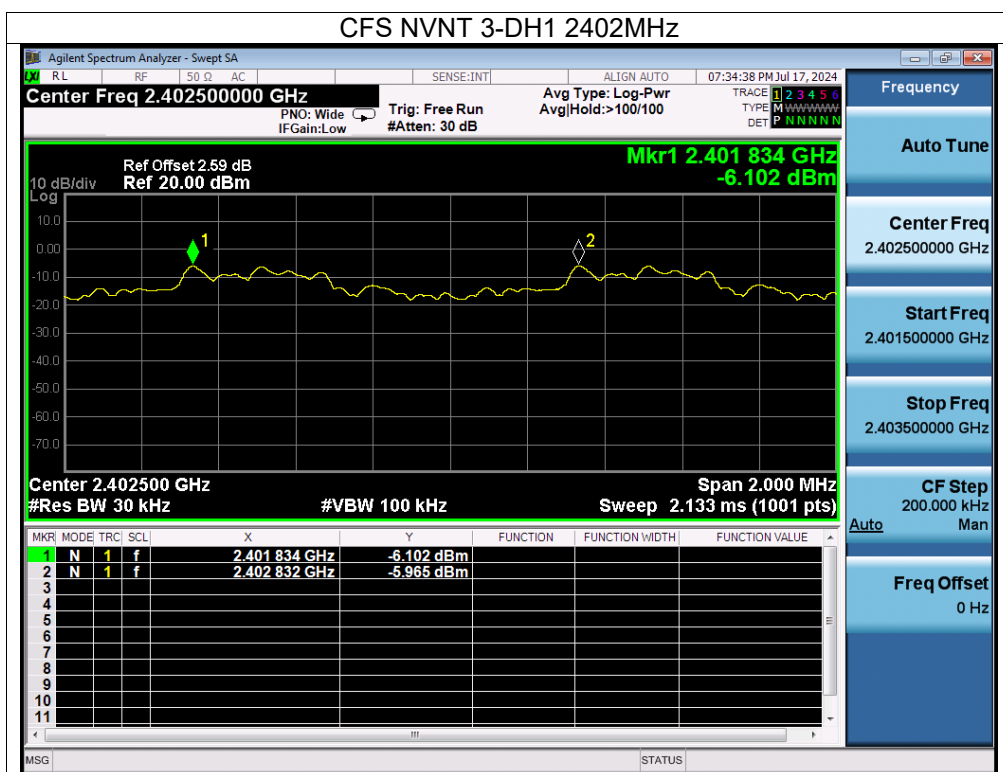 CFS NVNT 3-DH1 2402MHz
Agilent Spectrum Analyzer - Swept SA
LXI RL RF 50 Ω AC SENSE:INT ALIGN AUTO 07:34:38 PM Jul 17, 2024
Center Freq 2.402500000 GHz
PNO: Wide
IFGain:Low
Trig: Free Run
#Atten: 30 dB
Avg Type: Log-Pwr
Avg|Hold:>100/100
TRACE 1 2 3 4 5 6
TYPE M WWWWW
DET P N N N N N
Mkr1 2.401 834 GHz
-6.102 dBm
Ref Offset 2.59 dB
10 dB/div Ref 20.00 dBm
Log
10.0
0.00
-10.0
-20.0
-30.0
-40.0
-50.0
-60.0
-70.0
1
2
Center 2.402500 GHz Span 2.000 MHz
#Res BW 30 kHz #VBW 100 kHz Sweep 2.133 ms (1001 pts)
MKR MODE TRC SCL X Y FUNCTION FUNCTION WIDTH FUNCTION VALUE
1 N 1 f 2.401 834 GHz -6.102 dBm
2 N 1 f 2.402 832 GHz -5.965 dBm
3
4
5
6
7
8
9
10
11
MSG STATUS
Frequency
Auto Tune
Center Freq
2.402500000 GHz
Start Freq
2.401500000 GHz
Stop Freq
2.403500000 GHz
CF Step
200.000 kHz
Auto Man
Freq Offset
0 Hz